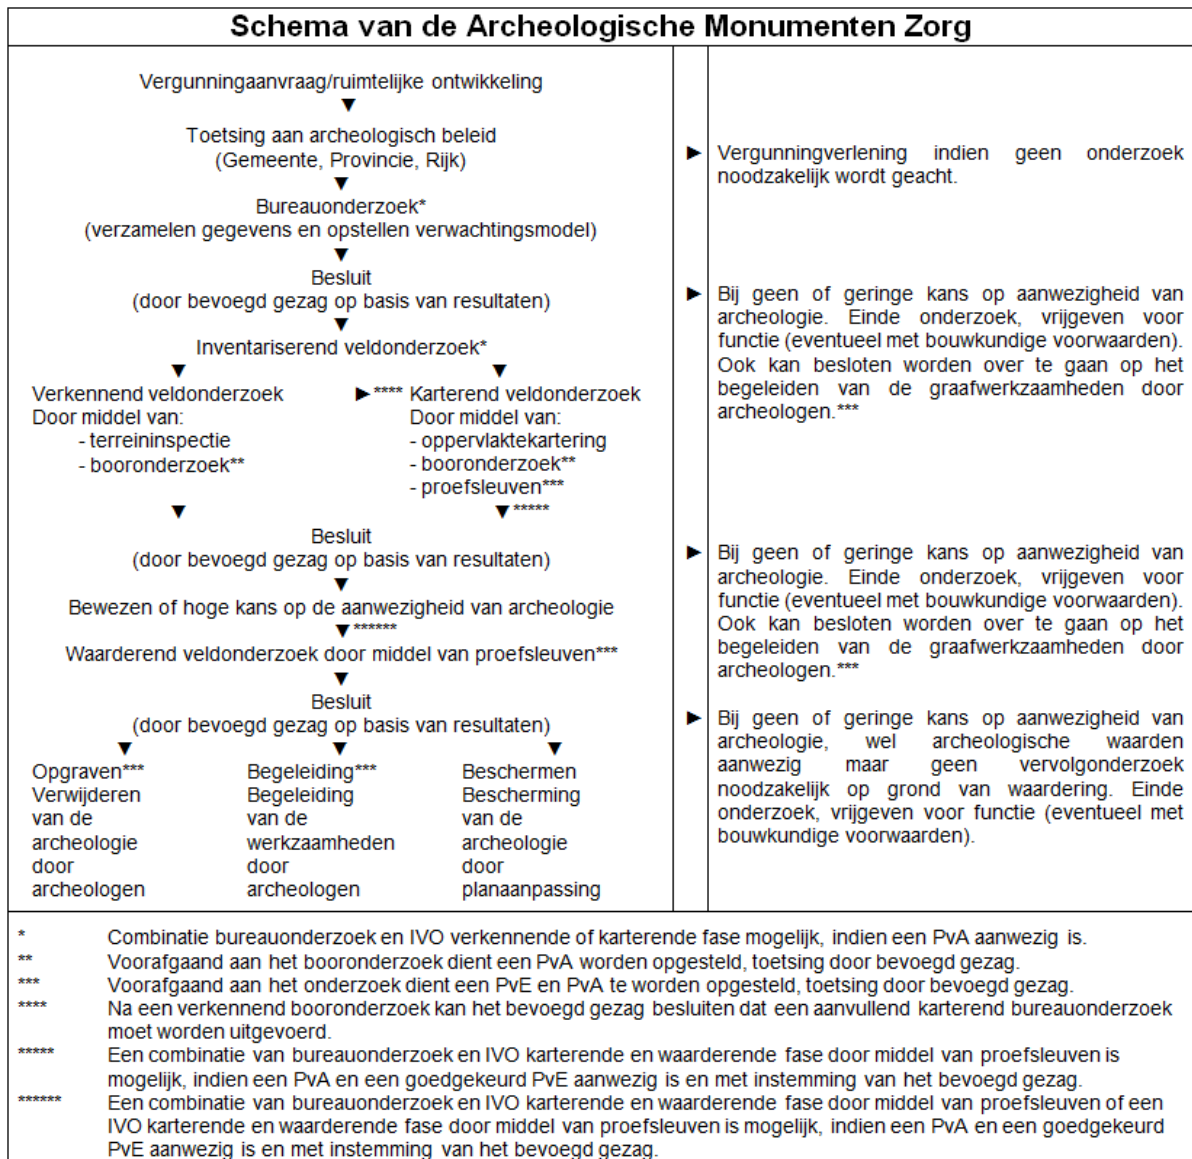 Schema van de Archeologische Monumenten Zorg
Vergunningaanvraag/ruimtelijke ontwikkeling
▼
Toetsing aan archeologisch beleid
(Gemeente, Provincie, Rijk)
▼
► Vergunningverlening indien geen onderzoek
noodzakelijk wordt geacht.
Bureauonderzoek*
(verzamelen gegevens en opstellen verwachtingsmodel)
▼
Besluit
(door bevoegd gezag op basis van resultaten)
▼
► Bij geen of geringe kans op aanwezigheid van
archeologie. Einde onderzoek, vrijgeven voor
functie (eventueel met bouwkundige voorwaarden).
Ook kan besloten worden over te gaan op het
begeleiden van de graafwerkzaamheden door
archeologen.***
Inventariserend veldonderzoek*
▼ ▼
Verkennend veldonderzoek
Door middel van:
- terreininspectie
- booronderzoek**
▼
►**** Karterend veldonderzoek
Door middel van:
- oppervlaktekartering
- booronderzoek**
- proefsleuven***
▼*****
Besluit
(door bevoegd gezag op basis van resultaten)
▼
► Bij geen of geringe kans op aanwezigheid van
archeologie. Einde onderzoek, vrijgeven voor
functie (eventueel met bouwkundige voorwaarden).
Ook kan besloten worden over te gaan op het
begeleiden van de graafwerkzaamheden door
archeologen.***
Bewezen of hoge kans op de aanwezigheid van archeologie
▼******
Waarderend veldonderzoek door middel van proefsleuven***
▼
Besluit
(door bevoegd gezag op basis van resultaten)
▼ ▼ ▼
► Bij geen of geringe kans op aanwezigheid van
archeologie, wel archeologische waarden
aanwezig maar geen vervolgonderzoek
noodzakelijk op grond van waardering. Einde
onderzoek, vrijgeven voor functie (eventueel met
bouwkundige voorwaarden).
Opgraven***
Verwijderen
van de
archeologie
door
archeologen
Begeleiding***
Begeleiding
van de
werkzaamheden
door
archeologen
Beschermen
Bescherming
van de
archeologie
door
planaanpassing
* Combinatie bureauonderzoek en IVO verkennende of karterende fase mogelijk, indien een PvA aanwezig is.
** Voorafgaand aan het booronderzoek dient een PvA worden opgesteld, toetsing door bevoegd gezag.
*** Voorafgaand aan het onderzoek dient een PvE en PvA te worden opgesteld, toetsing door bevoegd gezag.
**** Na een verkennend booronderzoek kan het bevoegd gezag besluiten dat een aanvullend karterend bureauonderzoek
moet worden uitgevoerd.
***** Een combinatie van bureauonderzoek en IVO karterende en waarderende fase door middel van proefsleuven is
mogelijk, indien een PvA en een goedgekeurd PvE aanwezig is en met instemming van het bevoegd gezag.
****** Een combinatie van bureauonderzoek en IVO karterende en waarderende fase door middel van proefsleuven of een
IVO karterende en waarderende fase door middel van proefsleuven is mogelijk, indien een PvA en een goedgekeurd
PvE aanwezig is en met instemming van het bevoegd gezag.